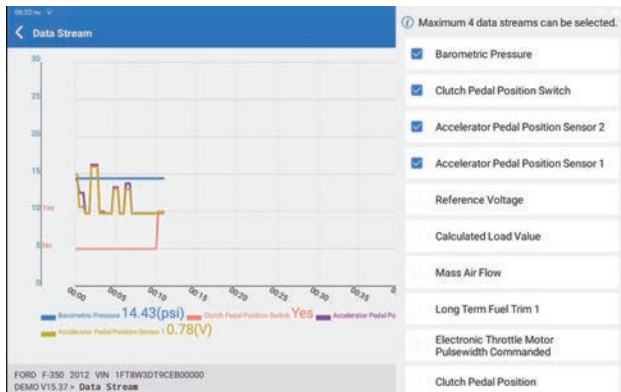 06:32
Data Stream
Maximum 4 data streams can be selected.
Barometric Pressure
Clutch Pedal Position Switch
Accelerator Pedal Position Sensor 2
Accelerator Pedal Position Sensor 1
Reference Voltage
Calculated Load Value
Mass Air Flow
Long Term Fuel Trim 1
Electronic Throttle Motor
Pulsewidth Commanded
Clutch Pedal Position
30
25
20
15
10 Yes
5 No
0
00:00 00:05 00:10 00:15 00:20 00:25 00:30 00:35 0
Barometric Pressure 14.43(psi) Clutch Pedal Position Switch Yes Accelerator Pedal Po
Accelerator Pedal Position Sensor 1 0.78(V)
FORD F-350 2012 VIN 1FT8W3DT9CEB00000
DEMO V15.37 > Data Stream